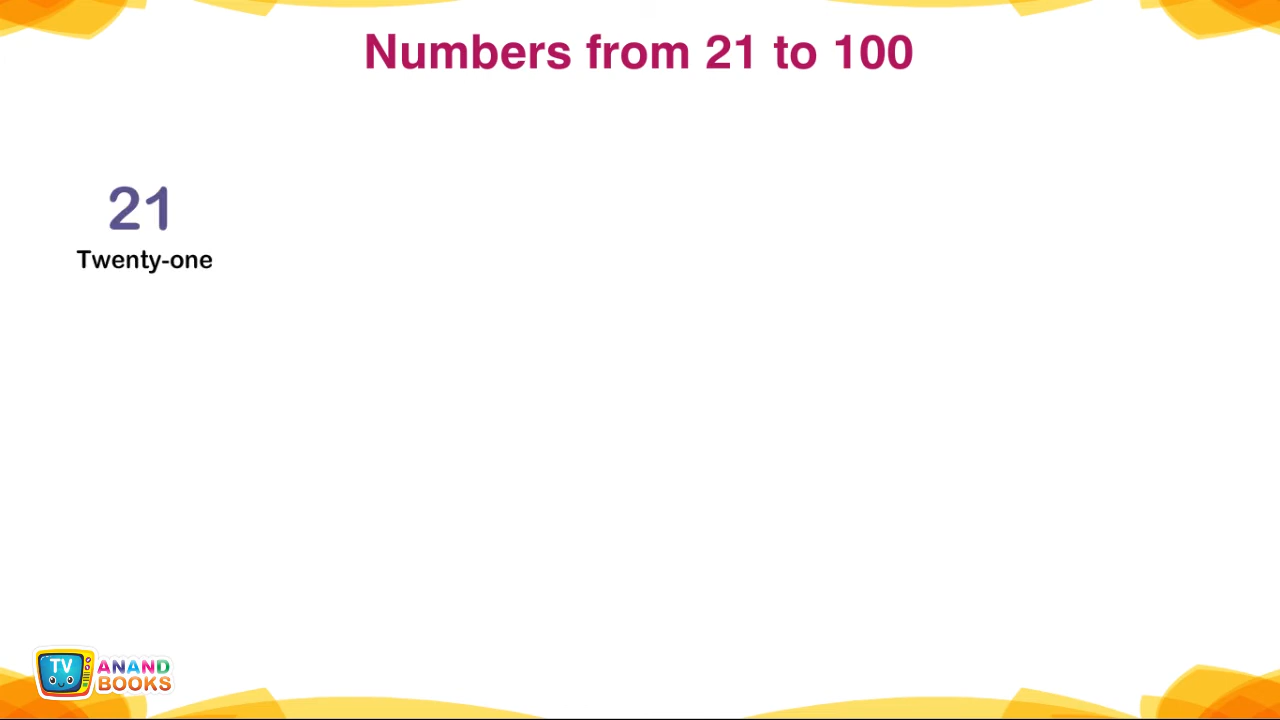 Numbers from 21 to 100
21
Twenty-one
TV
ANAND
BOOKS